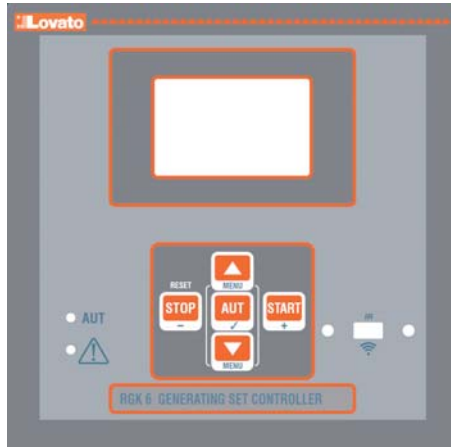 Lovato
RESET
MENU
STOP
AUT
START
−
✓
+
MENU
AUT
RGK 6 GENERATING SET CONTROLLER